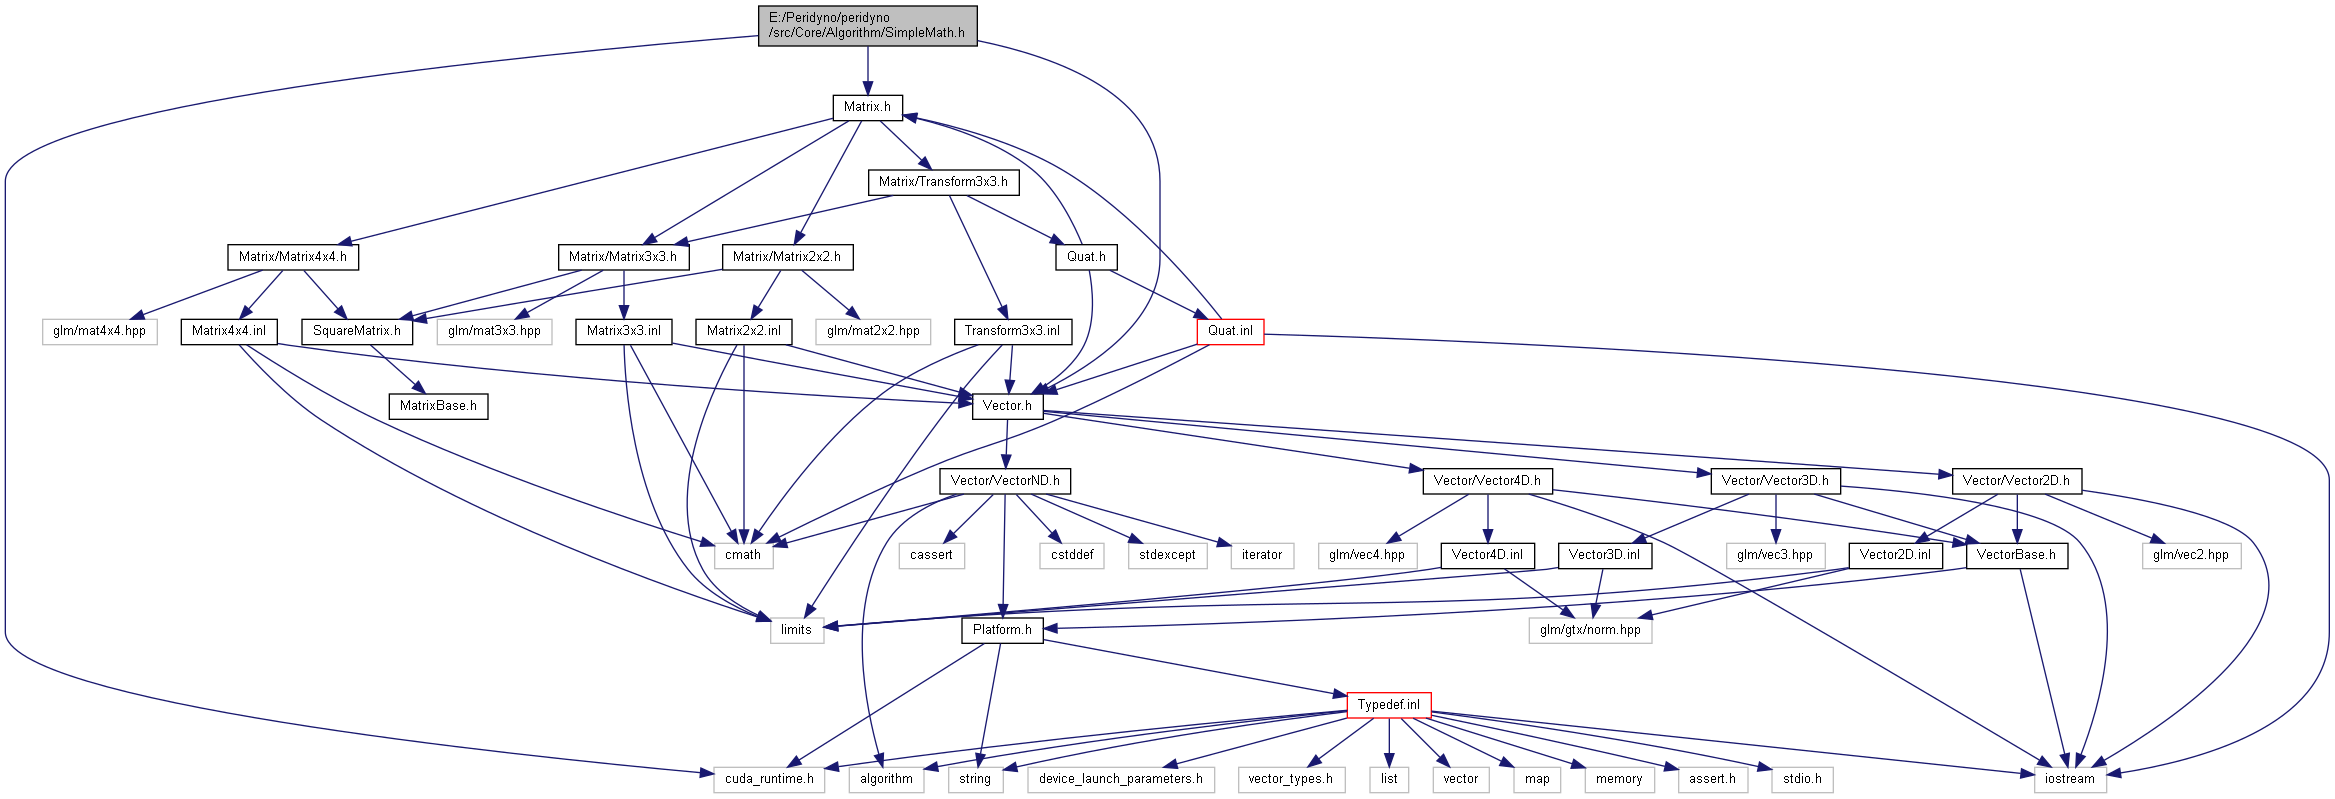 E:/Peridyno/peridyno
/src/Core/Algorithm/SimpleMath.h
Matrix.h
Matrix/Transform3x3.h
Matrix/Matrix4x4.h
Matrix/Matrix3x3.h
Matrix/Matrix2x2.h
Quat.h
glm/mat4x4.hpp
Matrix4x4.inl
SquareMatrix.h
glm/mat3x3.hpp
Matrix3x3.inl
Matrix2x2.inl
glm/mat2x2.hpp
Transform3x3.inl
Quat.inl
MatrixBase.h
Vector.h
Vector/VectorND.h
Vector/Vector4D.h
Vector/Vector3D.h
Vector/Vector2D.h
cmath
cassert
cstddef
stdexcept
iterator
glm/vec4.hpp
Vector4D.inl
Vector3D.inl
glm/vec3.hpp
Vector2D.inl
VectorBase.h
glm/vec2.hpp
limits
Platform.h
glm/gtx/norm.hpp
Typedef.inl
cuda_runtime.h
algorithm
string
device_launch_parameters.h
vector_types.h
list
vector
map
memory
assert.h
stdio.h
iostream